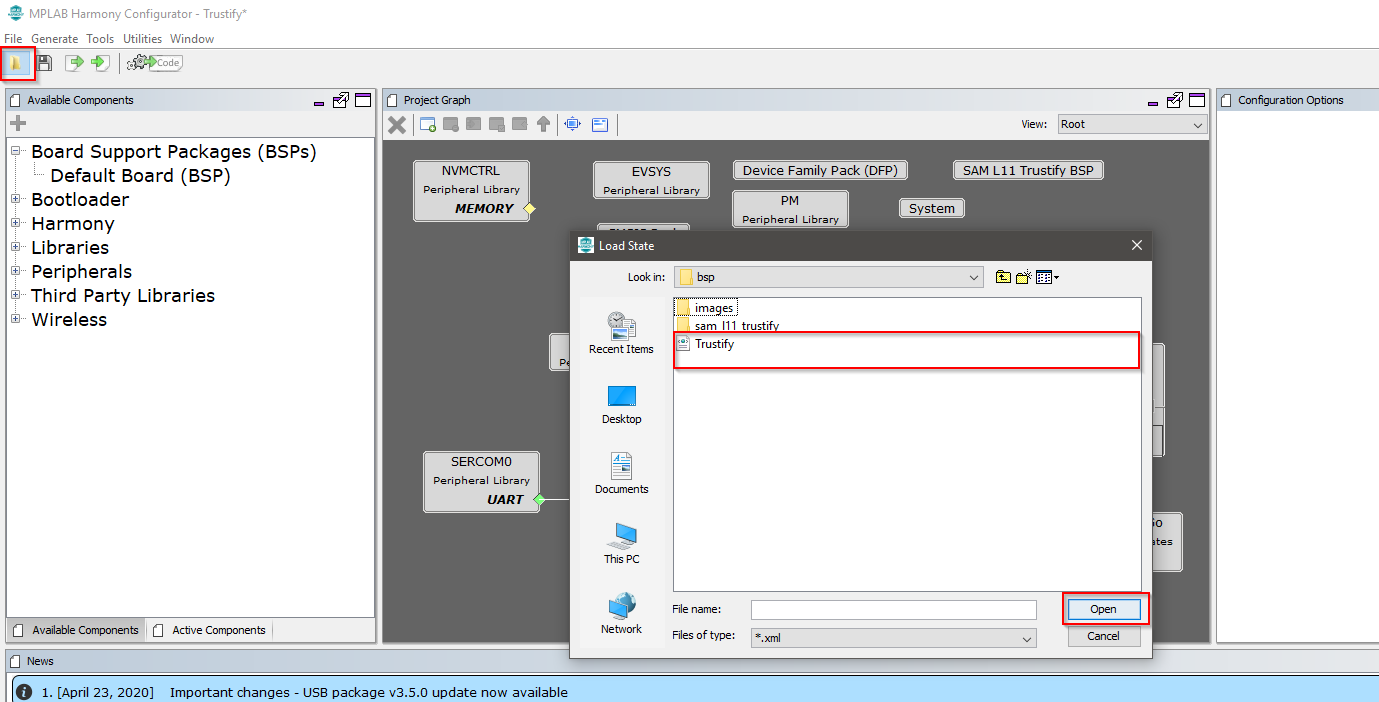 MPLAB Harmony Configurator - Trustify*
File Generate Tools Utilities Window
Code
Available Components
Board Support Packages (BSPs)
Default Board (BSP)
Bootloader
Harmony
Libraries
Peripherals
Third Party Libraries
Wireless
Available Components
Active Components
Project Graph
View:
Root
NVMCTRL
Peripheral Library
MEMORY
EVSYS
Peripheral Library
Device Family Pack (DFP)
PM
Peripheral Library
SAM L11 Trustify BSP
System
SERCOM0
Peripheral Library
UART
Load State
Look in:
bsp
Recent Items
Desktop
Documents
This PC
Network
images
sam_l11_trustify
Trustify
File name:
Open
Files of type:
*.xml
Cancel
Configuration Options
News
1. [April 23, 2020] Important changes - USB package v3.5.0 update now available